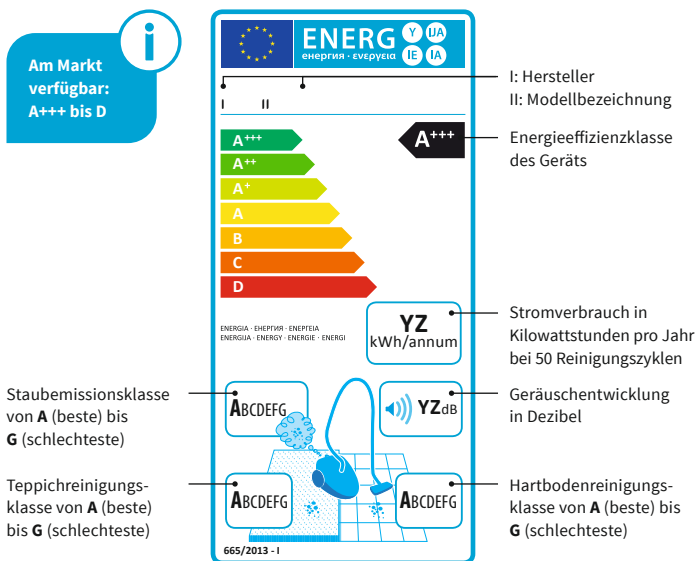 Am Markt
verfügbar:
A+++ bis D
i
ENERG
енергия · ενεργεια
Y IJA
IE IA
I II
I: Hersteller
II: Modellbezeichnung
A+++
A++
A+
A
B
C
D
A+++
Energieeffizienzklasse
des Geräts
ENERGIA · ЕНЕРГИЯ · ΕΝΕΡΓΕΙΑ
ENERGIJA · ENERGY · ENERGIE · ENERGI
YZ
kWh/annum
Stromverbrauch in
Kilowattstunden pro Jahr
bei 50 Reinigungszyklen
Staubemissionsklasse
von A (beste) bis
G (schlechteste)
ABCDEFG
YZdB
Geräuschentwicklung
in Dezibel
Teppichreinigungs-
klasse von A (beste)
bis G (schlechteste)
ABCDEFG
ABCDEFG
Hartbodenreinigungs-
klasse von A (beste) bis
G (schlechteste)
665/2013 - I